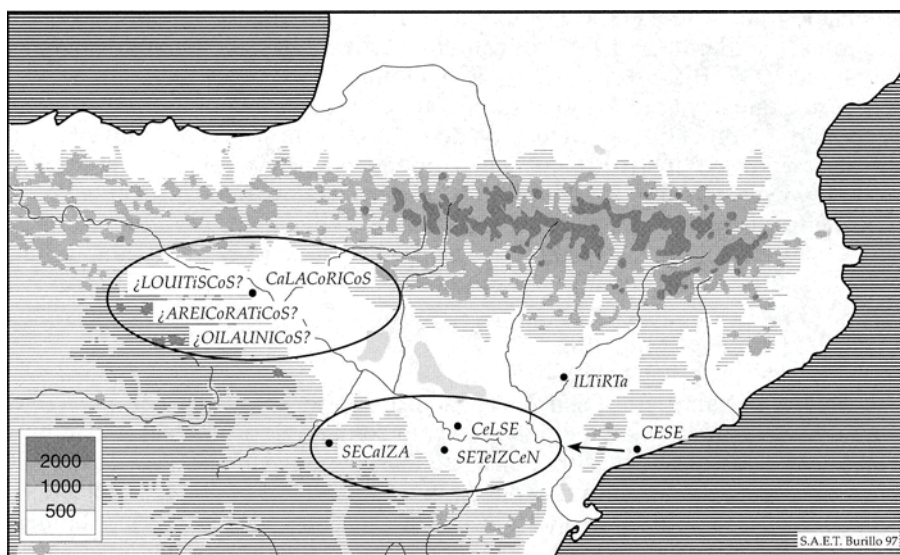 ¿LOUITiSCoS?
CaLACoRICoS
¿AREICoRATiCoS?
¿OILAUNICoS?
ILTiRTa
CeLSE
CESE
SECaIZA
SETeIZCeN
2000
1000
500
S.A.E.T. Burillo 97